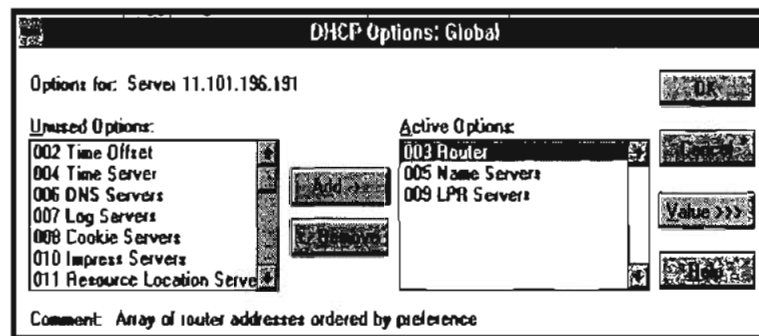 DHCP Options: Global
Options for: Server 11.101.196.191
Unused Options:
002 Time Offset
004 Time Server
006 DNS Servers
007 Log Servers
008 Cookie Servers
010 Impress Servers
011 Resource Location Serve
Add ->
<- Remove
Active Options:
003 Router
005 Name Servers
009 LPR Servers
OK
Cancel
Value >>>
Help
Comment: Array of router addresses ordered by preference